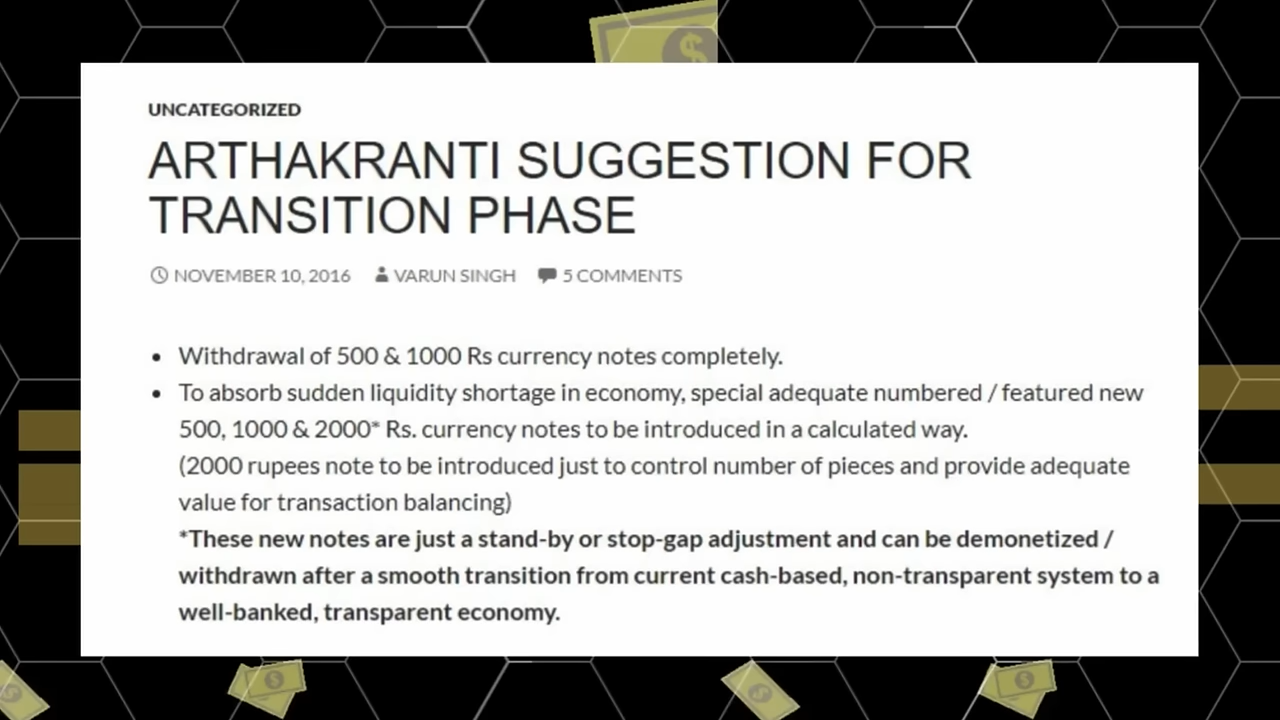 UNCATEGORIZED
ARTHAKRANTI SUGGESTION FOR
TRANSITION PHASE
NOVEMBER 10, 2016 VARUN SINGH 5 COMMENTS
• Withdrawal of 500 & 1000 Rs currency notes completely.
• To absorb sudden liquidity shortage in economy, special adequate numbered / featured new
500, 1000 & 2000* Rs. currency notes to be introduced in a calculated way.
(2000 rupees note to be introduced just to control number of pieces and provide adequate
value for transaction balancing)
*These new notes are just a stand-by or stop-gap adjustment and can be demonetized /
withdrawn after a smooth transition from current cash-based, non-transparent system to a
well-banked, transparent economy.